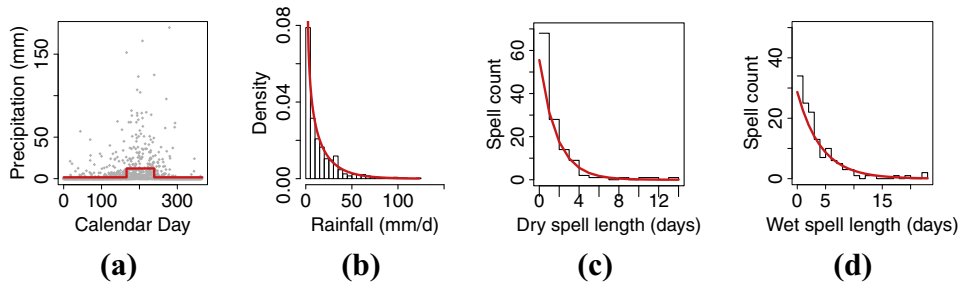 Precipitation (mm)
0 50 150
0 100 300
Calendar Day
(a)
Density
0.00 0.04 0.08
0 50 100
Rainfall (mm/d)
(b)
Spell count
0 20 40 60
0 4 8 12
Dry spell length (days)
(c)
Spell count
0 20 40
0 5 15
Wet spell length (days)
(d)